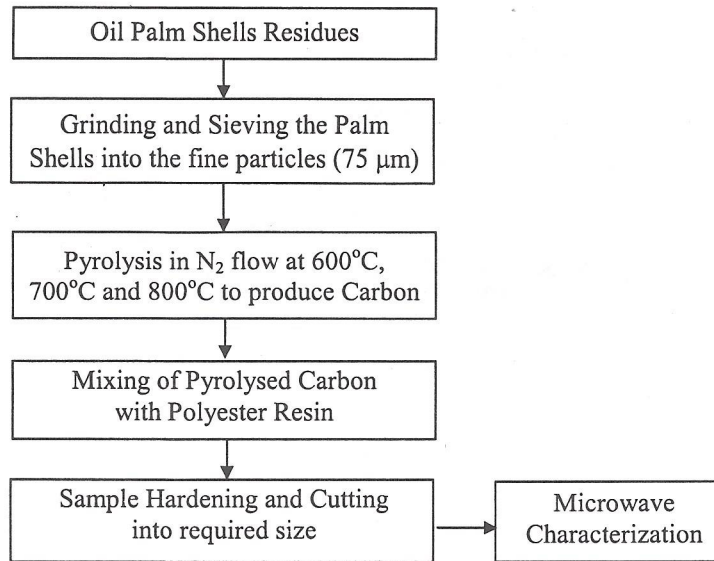 Oil Palm Shells Residues
Grinding and Sieving the Palm
Shells into the fine particles (75 μm)
Pyrolysis in N₂ flow at 600°C,
700°C and 800°C to produce Carbon
Mixing of Pyrolysed Carbon
with Polyester Resin
Sample Hardening and Cutting
into required size
Microwave
Characterization